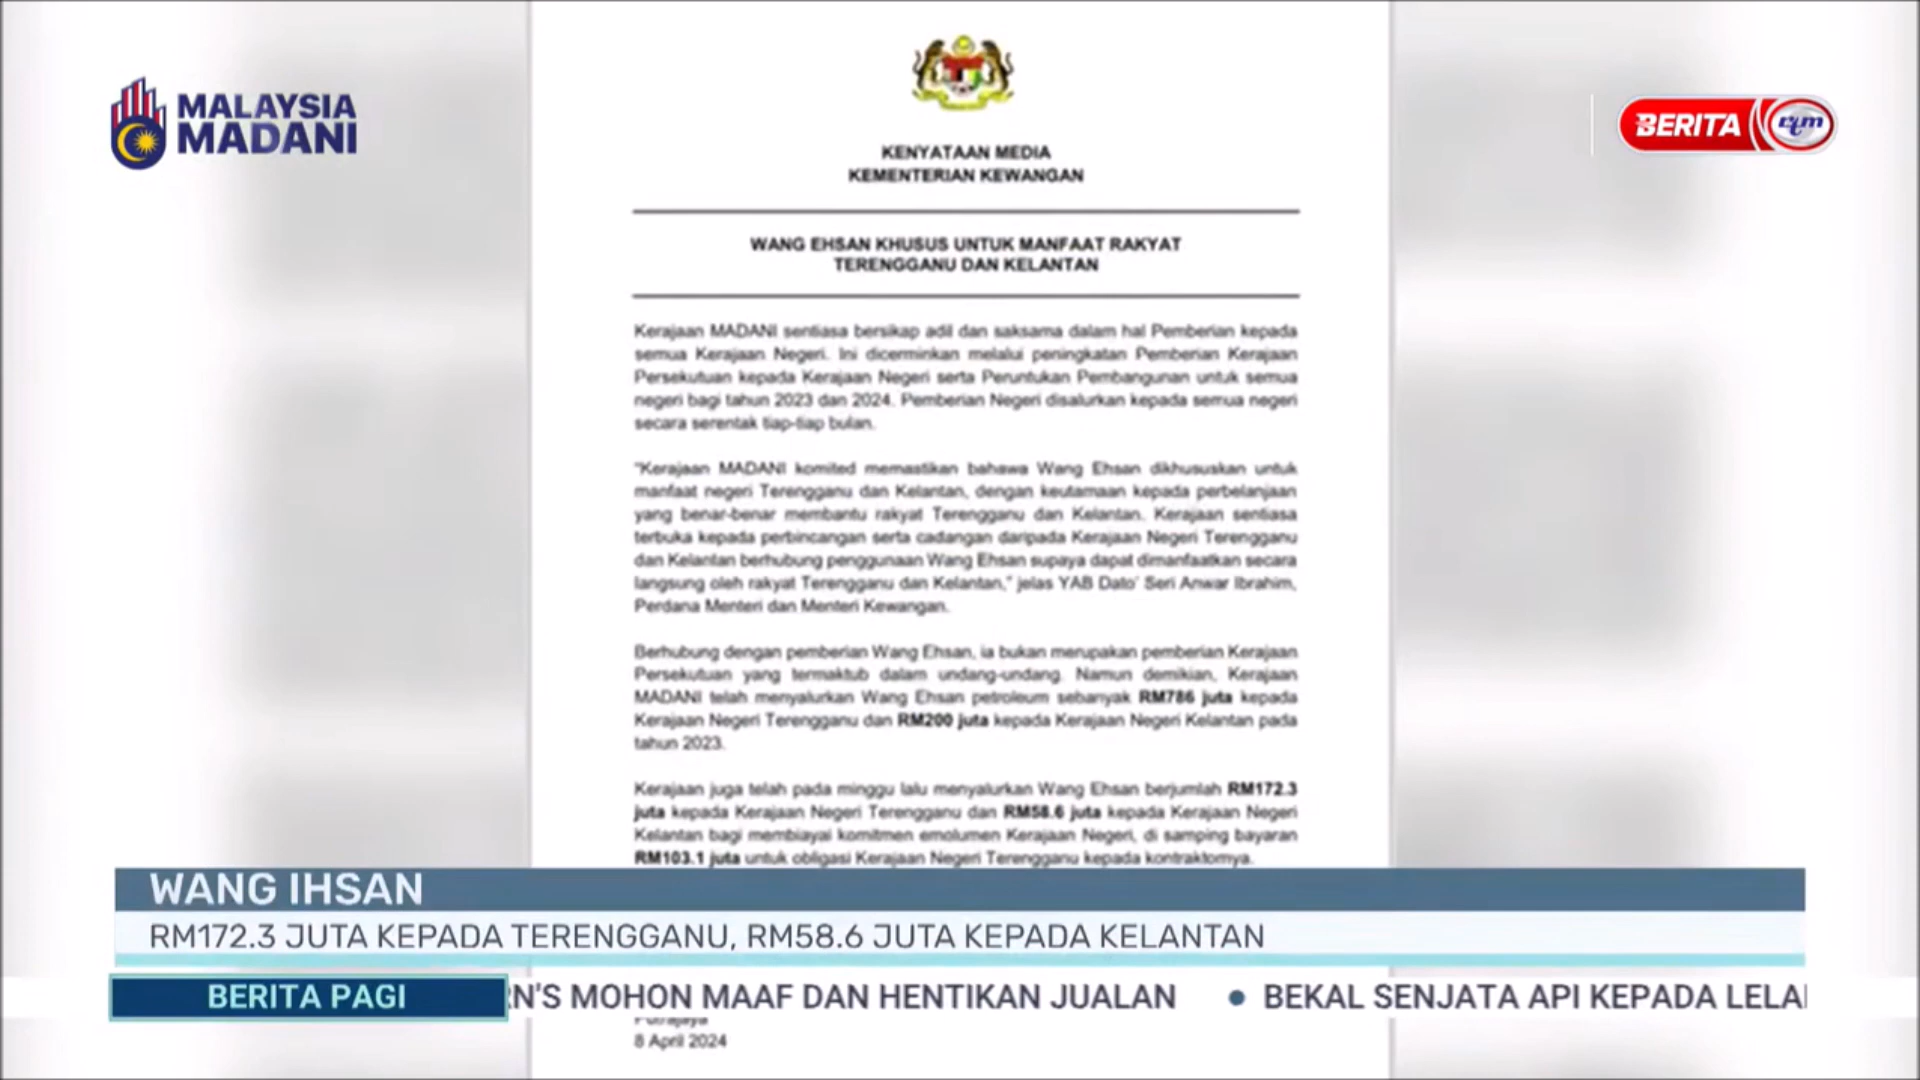 MALAYSIA
MADANI
BERITA rtm
KENYATAAN MEDIA
KEMENTERIAN KEWANGAN
WANG EHSAN KHUSUS UNTUK MANFAAT RAKYAT
TERENGGANU DAN KELANTAN
Kerajaan MADANI sentiasa bersikap adil dan saksama dalam hal Pemberian kepada
semua Kerajaan Negeri. Ini dicerminkan melalui peningkatan Pemberian Kerajaan
Persekutuan kepada Kerajaan Negeri serta Peruntukan Pembangunan untuk semua
negeri bagi tahun 2023 dan 2024. Pemberian Negeri disalurkan kepada semua negeri
secara serentak tiap-tiap bulan.
"Kerajaan MADANI komited memastikan bahawa Wang Ehsan dikhususkan untuk
manfaat negeri Terengganu dan Kelantan, dengan keutamaan kepada perbelanjaan
yang benar-benar membantu rakyat Terengganu dan Kelantan. Kerajaan sentiasa
terbuka kepada perbincangan serta cadangan daripada Kerajaan Negeri Terengganu
dan Kelantan berhubung penggunaan Wang Ehsan supaya dapat dimanfaatkan secara
langsung oleh rakyat Terengganu dan Kelantan," jelas YAB Dato' Seri Anwar Ibrahim,
Perdana Menteri dan Menteri Kewangan.
Berhubung dengan pemberian Wang Ehsan, ia bukan merupakan pemberian Kerajaan
Persekutuan yang termaktub dalam undang-undang. Namun demikian, Kerajaan
MADANI telah menyalurkan Wang Ehsan petroleum sebanyak RM786 juta kepada
Kerajaan Negeri Terengganu dan RM200 juta kepada Kerajaan Negeri Kelantan pada
tahun 2023.
Kerajaan juga telah pada minggu lalu menyalurkan Wang Ehsan berjumlah RM172.3
juta kepada Kerajaan Negeri Terengganu dan RM58.6 juta kepada Kerajaan Negeri
Kelantan bagi membiayai komitmen emolumen Kerajaan Negeri, di samping bayaran
RM103.1 juta untuk obligasi Kerajaan Negeri Terengganu kepada kontraktornya.
WANG IHSAN
RM172.3 JUTA KEPADA TERENGGANU, RM58.6 JUTA KEPADA KELANTAN
BERITA PAGI RN'S MOHON MAAF DAN HENTIKAN JUALAN • BEKAL SENJATA API KEPADA LELA
Putrajaya
8 April 2024